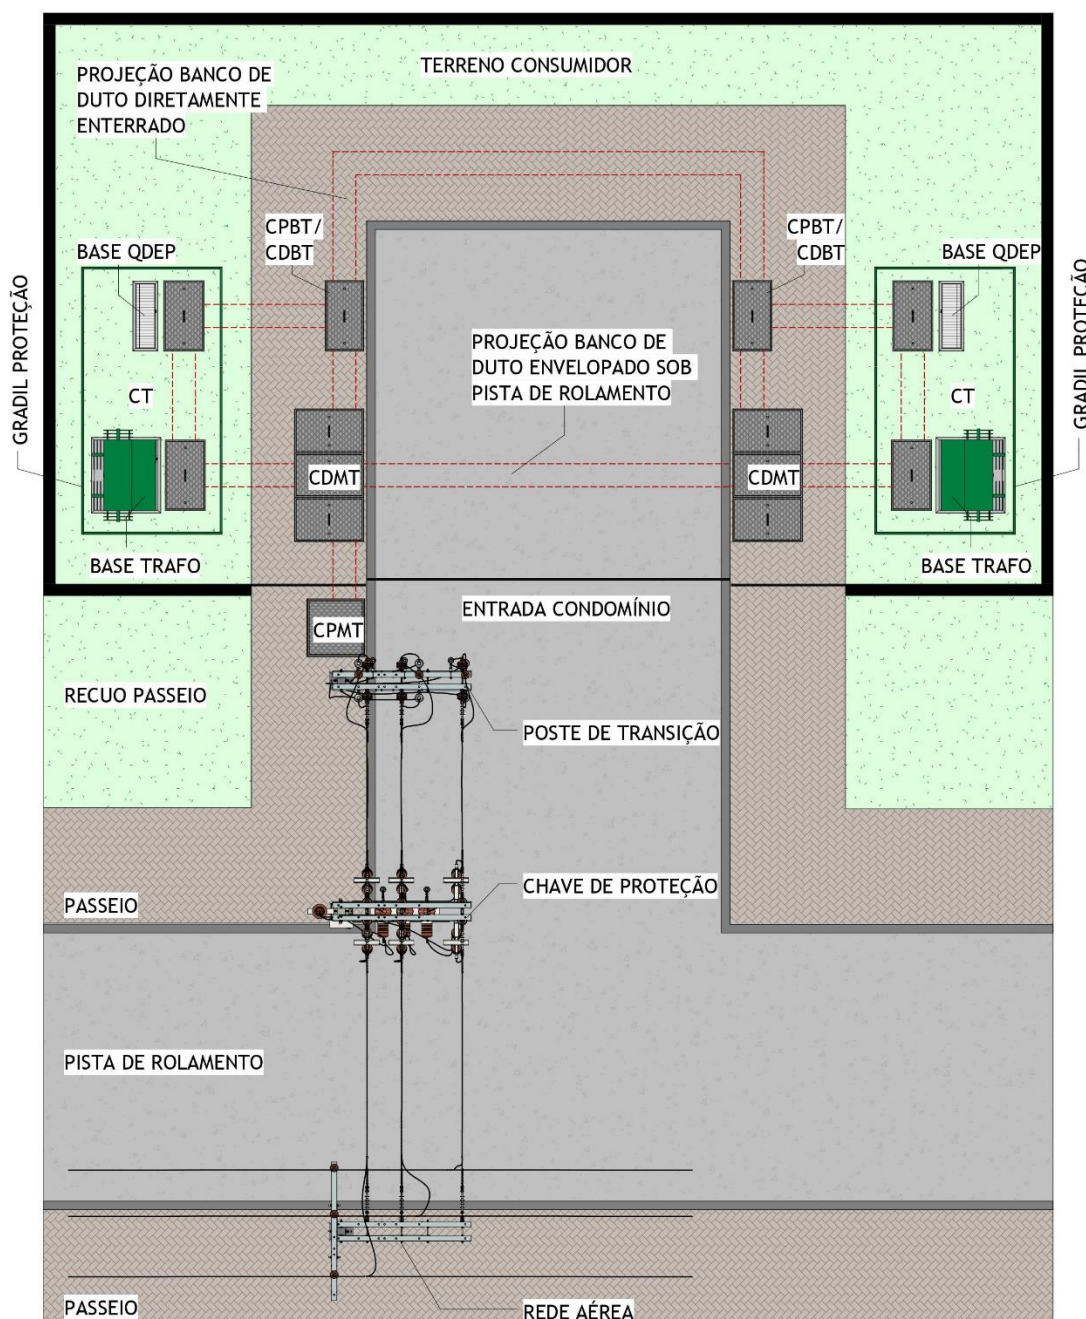 TERRENO CONSUMIDOR
PROJEÇÃO BANCO DE
DUTO DIRETAMENTE
ENTERRADO
CPBT/
CDBT
CPBT/
CDBT
BASE QDEP
BASE QDEP
GRADIL PROTEÇÃO
GRADIL PROTEÇÃO
PROJEÇÃO BANCO DE
DUTO ENVELOPADO SOB
PISTA DE ROLAMENTO
CT
CT
CDMT
CDMT
BASE TRAFO
BASE TRAFO
ENTRADA CONDOMÍNIO
CPMT
RECUO PASSEIO
POSTE DE TRANSIÇÃO
CHAVE DE PROTEÇÃO
PASSEIO
PISTA DE ROLAMENTO
PASSEIO
REDE AÉREA